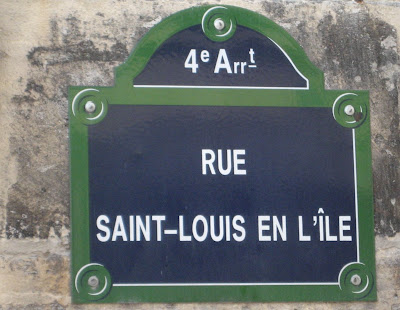 4e Arrt
RUE
SAINT-LOUIS EN L'ÎLE